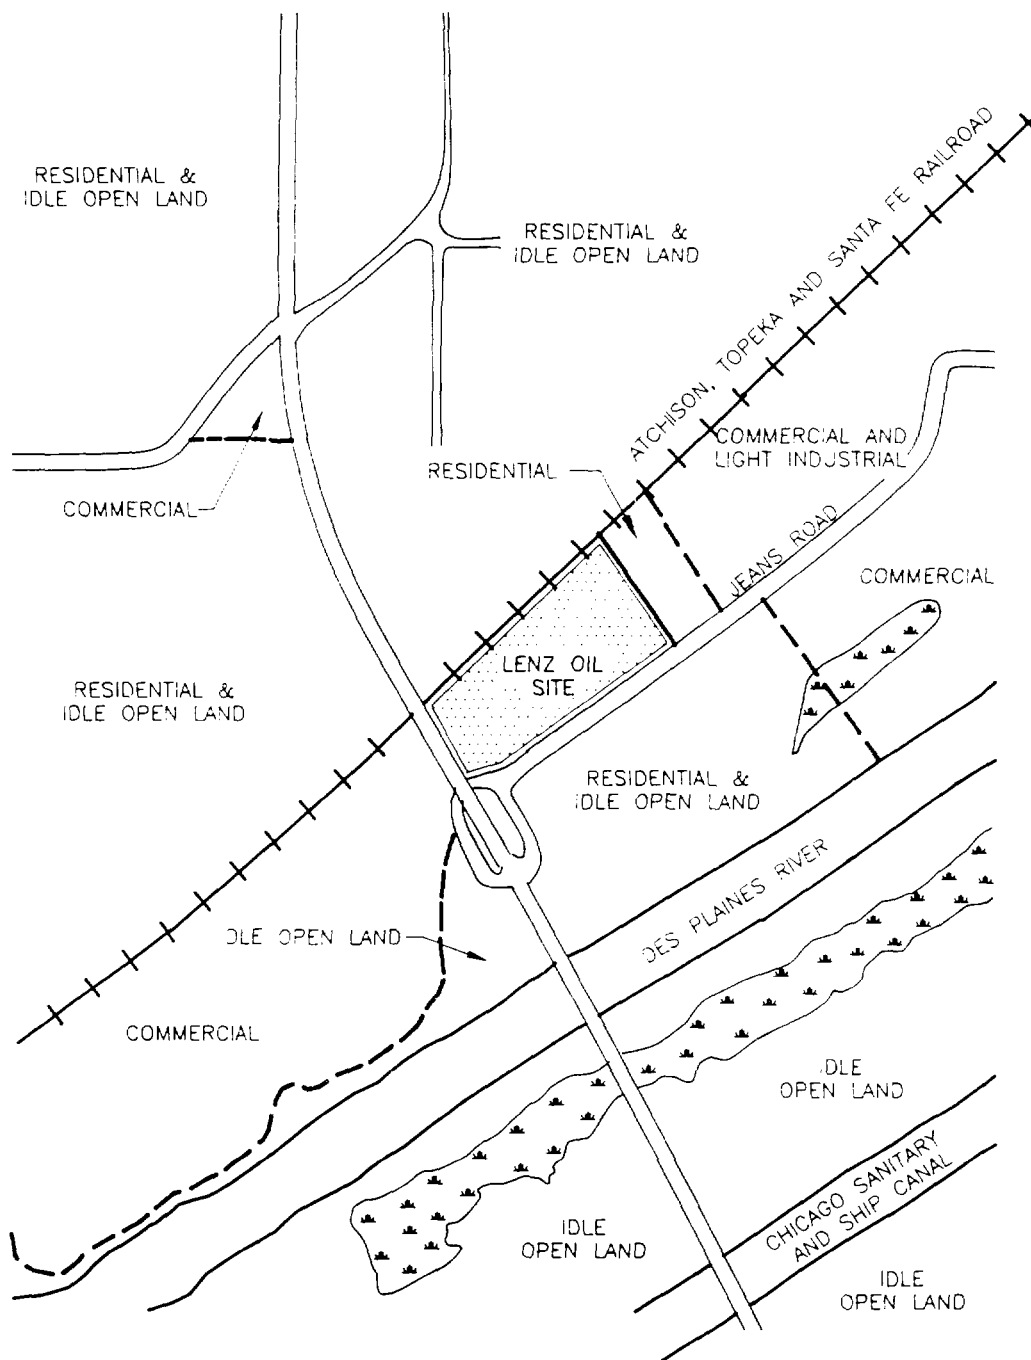 RESIDENTIAL &
IDLE OPEN LAND
RESIDENTIAL &
IDLE OPEN LAND
ATCHISON, TOPEKA AND SANTA FE RAILROAD
COMMERCIAL AND
LIGHT INDUSTRIAL
RESIDENTIAL
COMMERCIAL
JEANS ROAD
COMMERCIAL
LENZ OIL
SITE
RESIDENTIAL &
IDLE OPEN LAND
RESIDENTIAL &
IDLE OPEN LAND
DES PLAINES RIVER
IDLE OPEN LAND
COMMERCIAL
IDLE
OPEN LAND
CHICAGO SANITARY
AND SHIP CANAL
IDLE
OPEN LAND
IDLE
OPEN LAND